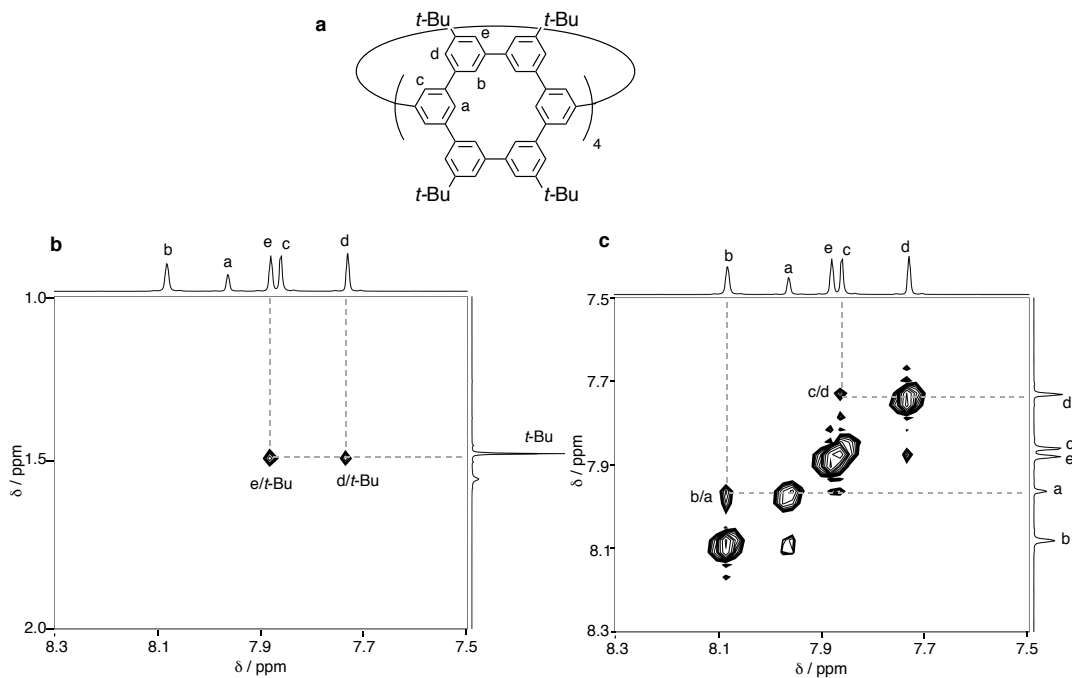 a
t-Bu t-Bu
e
d
c b
a
4
t-Bu t-Bu
b
b a e c d
1.0
1.5
2.0
δ / ppm
t-Bu
e/t-Bu d/t-Bu
8.3 8.1 7.9 7.7 7.5
δ / ppm
c
b a e c d
7.5
7.7
7.9
8.1
8.3
δ / ppm
c/d
b/a
d
c
e
a
b
8.3 8.1 7.9 7.7 7.5
δ / ppm